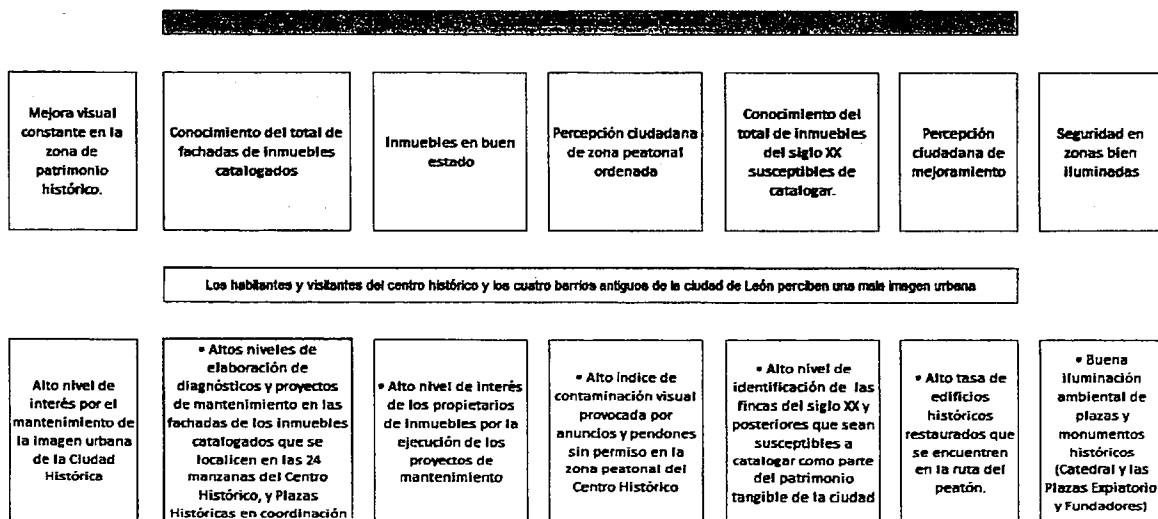 Mejora visual
constante en la
zona de
patrimonio
histórico.
Conocimiento del total de
fachadas de inmuebles
catalogados
Inmuebles en buen
estado
Percepción ciudadana
de zona peatonal
ordenada
Conocimiento del
total de inmuebles
del siglo XX
susceptibles de
catalogar.
Percepción
ciudadana de
mejoramiento
Seguridad en
zonas bien
iluminadas
Los habitantes y visitantes del centro histórico y los cuatro barrios antiguos de la ciudad de León perciben una mala imagen urbana
Alto nivel de
interés por el
mantenimiento de
la imagen urbana
de la Ciudad
Histórica
• Altos niveles de
elaboración de
diagnósticos y proyectos
de mantenimiento en las
fachadas de los inmuebles
catalogados que se
localicen en las 24
manzanas del Centro
Histórico, y Plazas
Históricas en coordinación
• Alto nivel de interés
de los propietarios
de inmuebles por la
ejecución de los
proyectos de
mantenimiento
• Alto índice de
contaminación visual
provocada por
anuncios y pendones
sin permiso en la
zona peatonal del
Centro Histórico
• Alto nivel de
identificación de las
fincas del siglo XX y
posteriores que sean
susceptibles a
catalogar como parte
del patrimonio
tangible de la ciudad
• Alto tasa de
edificios
históricos
restaurados que
se encuentren
en la ruta del
peatón.
• Buena
iluminación
ambiental de
plazas y
monumentos
históricos
(Catedral y las
Plazas Expiatorio
y Fundadores)